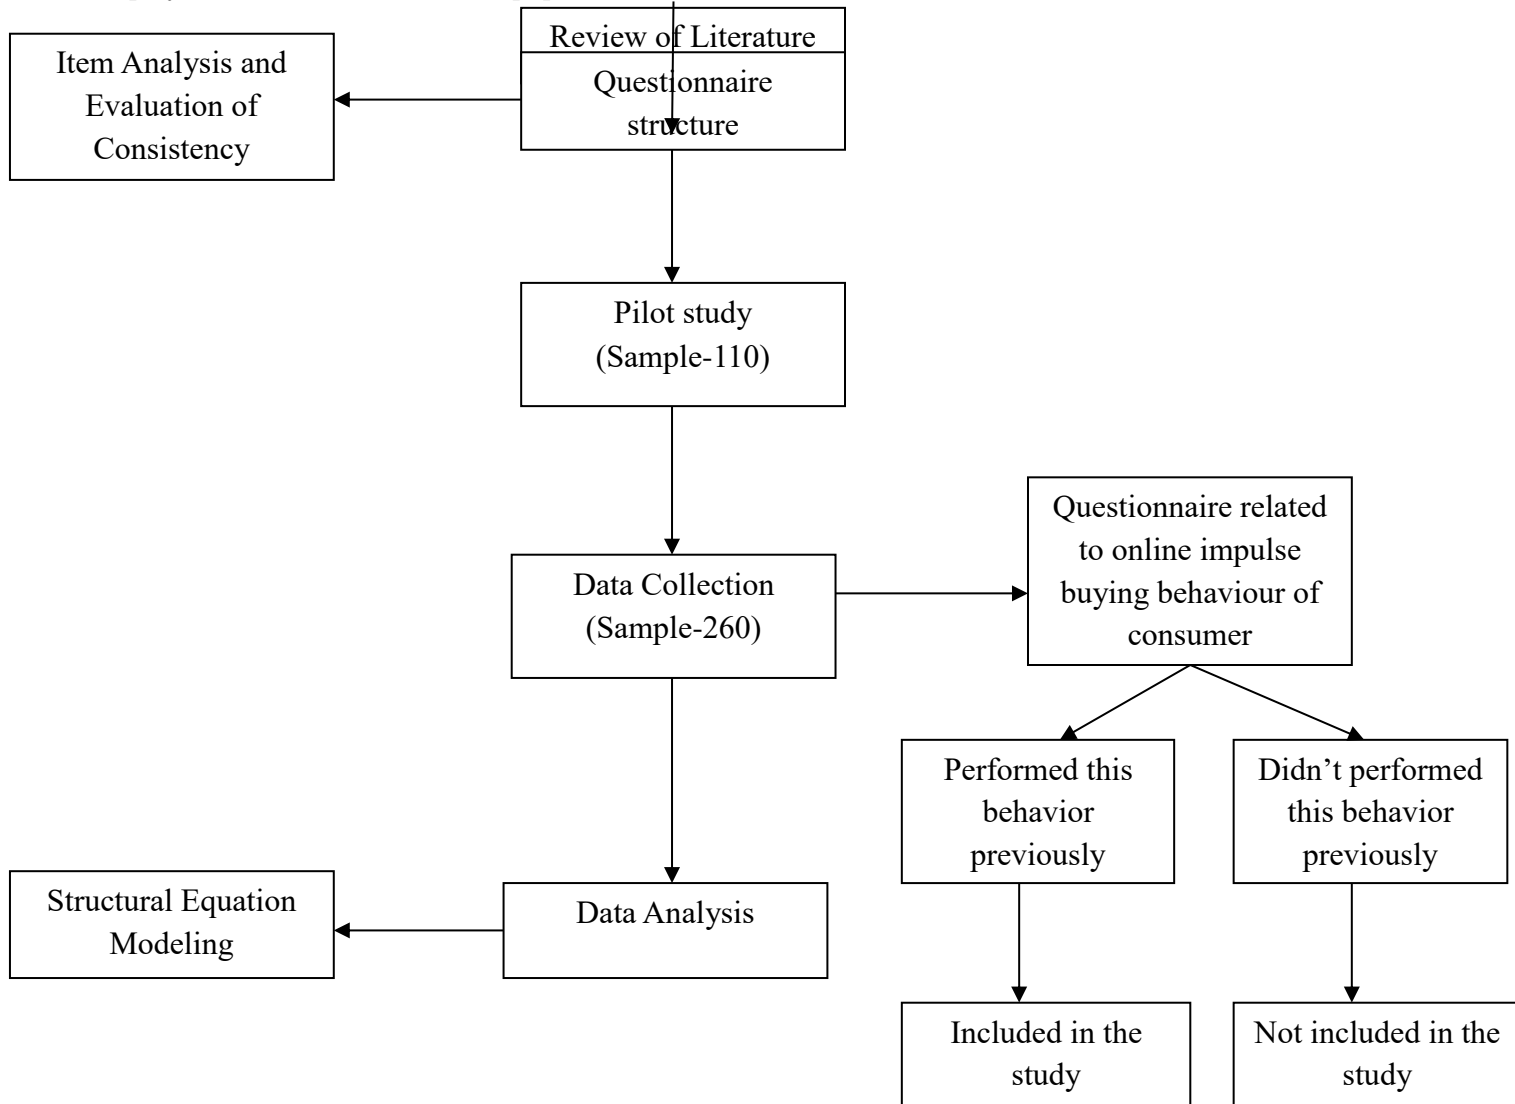 Review of Literature
Questionnaire
structure
Item Analysis and
Evaluation of
Consistency
Pilot study
(Sample-110)
Data Collection
(Sample-260)
Questionnaire related
to online impulse
buying behaviour of
consumer
Performed this
behavior
previously
Didn’t performed
this behavior
previously
Structural Equation
Modeling
Data Analysis
Included in the
study
Not included in the
study